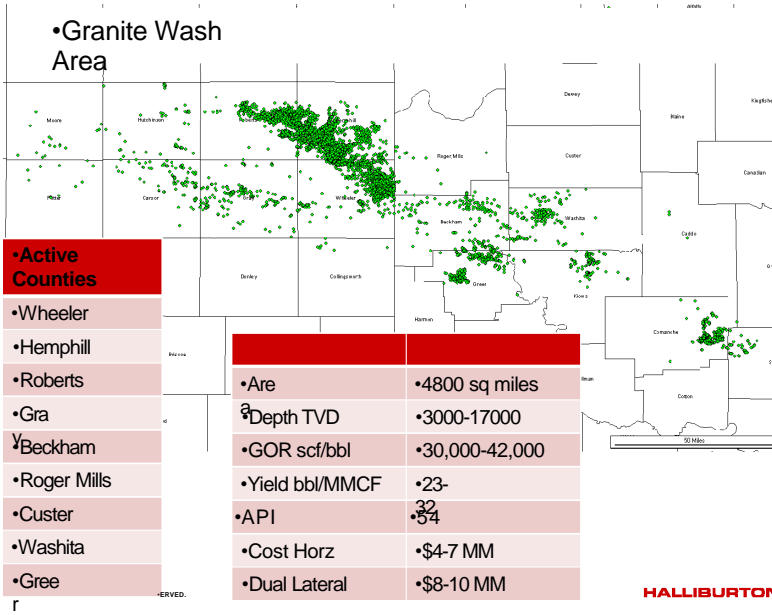 •Granite Wash
Area
Moore
Hutchinson
Roger Mills
Dewey
Blaine
Custer
Canadian
Carson
Gray
Wheeler
Beckham
Washita
Caddo
Donley
Collingsworth
Greer
Kiowa
Harmon
Comanche
Briscoe
Cotton
50 Miles
•Active
Counties
•Wheeler
•Hemphill
•Roberts
•Gra
y
•Beckham
•Roger Mills
•Custer
•Washita
•Gree
r
•Are
a
•4800 sq miles
•Depth TVD
•3000-17000
•GOR scf/bbl
•30,000-42,000
•Yield bbl/MMCF
•23-
32
•API
•54
•Cost Horz
•$4-7 MM
•Dual Lateral
•$8-10 MM
•ERVED.
HALLIBURTON